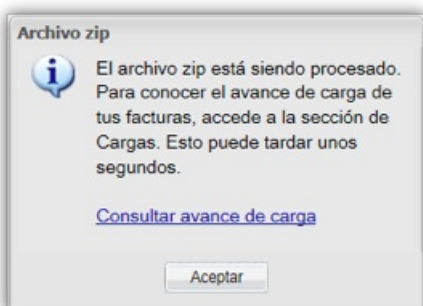 Archivo zip
El archivo zip está siendo procesado.
Para conocer el avance de carga de
tus facturas, accede a la sección de
Cargas. Esto puede tardar unos
segundos.
Consultar avance de carga
Aceptar